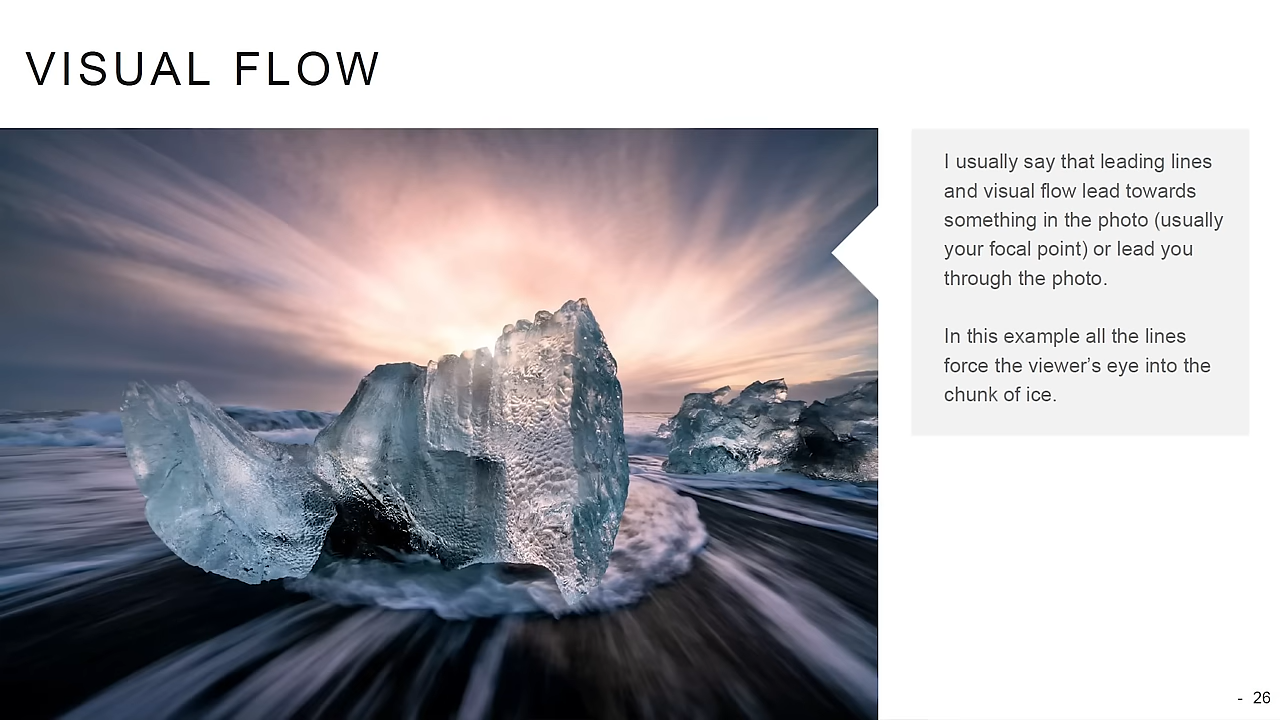 VISUAL FLOW
I usually say that leading lines
and visual flow lead towards
something in the photo (usually
your focal point) or lead you
through the photo.
In this example all the lines
force the viewer’s eye into the
chunk of ice.
- 26